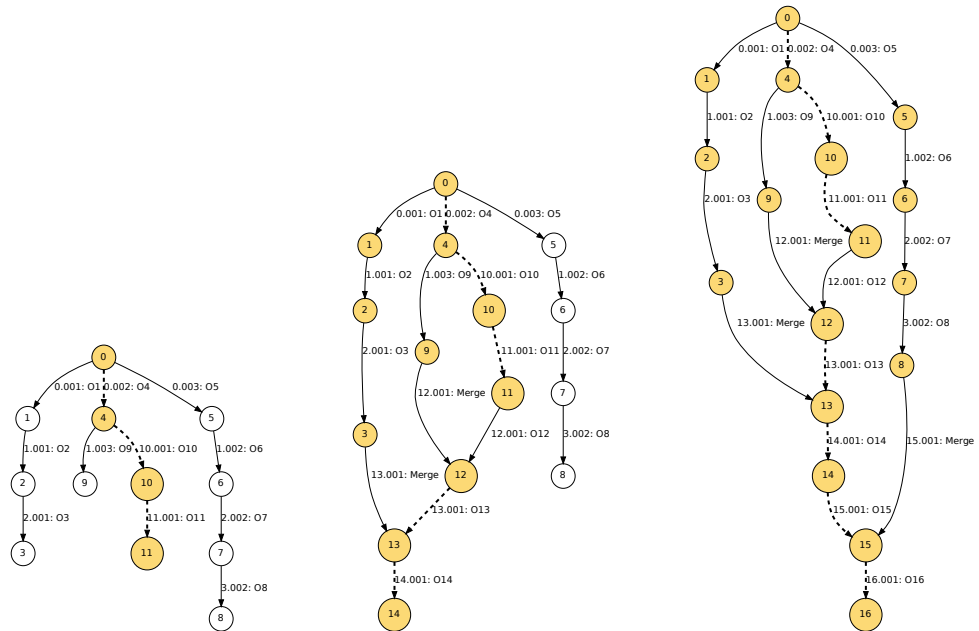 0
0.001: O1
0.002: O4
0.003: O5
1
4
5
1.001: O2
1.003: O9
10.001: O10
1.002: O6
2
9
10
6
2.001: O3
11.001: O11
2.002: O7
3
11
7
3.002: O8
8
0
0.001: O1
0.002: O4
0.003: O5
1
4
5
1.001: O2
1.003: O9
10.001: O10
1.002: O6
2
10
6
2.001: O3
9
11.001: O11
2.002: O7
11
7
12.001: Merge
12.001: O12
3.002: O8
3
13.001: Merge
12
8
13.001: O13
13
14.001: O14
14
0
0.001: O1
0.002: O4
0.003: O5
1
4
5
1.001: O2
1.003: O9
10.001: O10
2
10
1.002: O6
2.001: O3
9
11.001: O11
6
12.001: Merge
11
2.002: O7
3
12.001: O12
7
13.001: Merge
12
3.002: O8
13.001: O13
8
13
14.001: O14
15.001: Merge
14
15.001: O15
15
16.001: O16
16